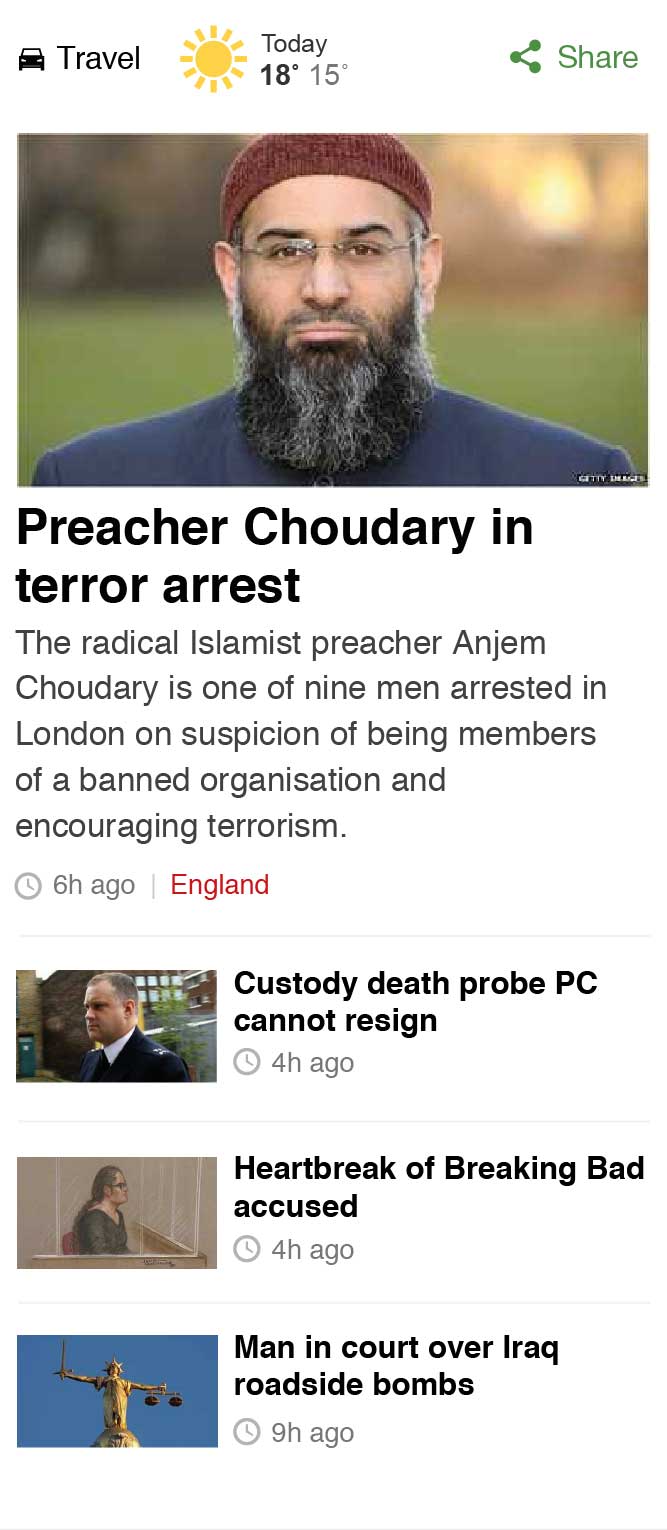 Travel
Today
18° 15°
Share
GETTY IMAGES
Preacher Choudary in
terror arrest
The radical Islamist preacher Anjem
Choudary is one of nine men arrested in
London on suspicion of being members
of a banned organisation and
encouraging terrorism.
6h ago | England
Custody death probe PC
cannot resign
4h ago
Heartbreak of Breaking Bad
accused
4h ago
Man in court over Iraq
roadside bombs
9h ago